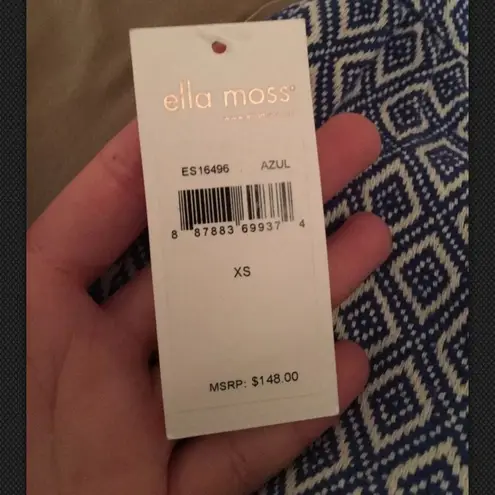 ella moss®
ES16496 AZUL
8 87883 69937 4
XS
MSRP: $148.00